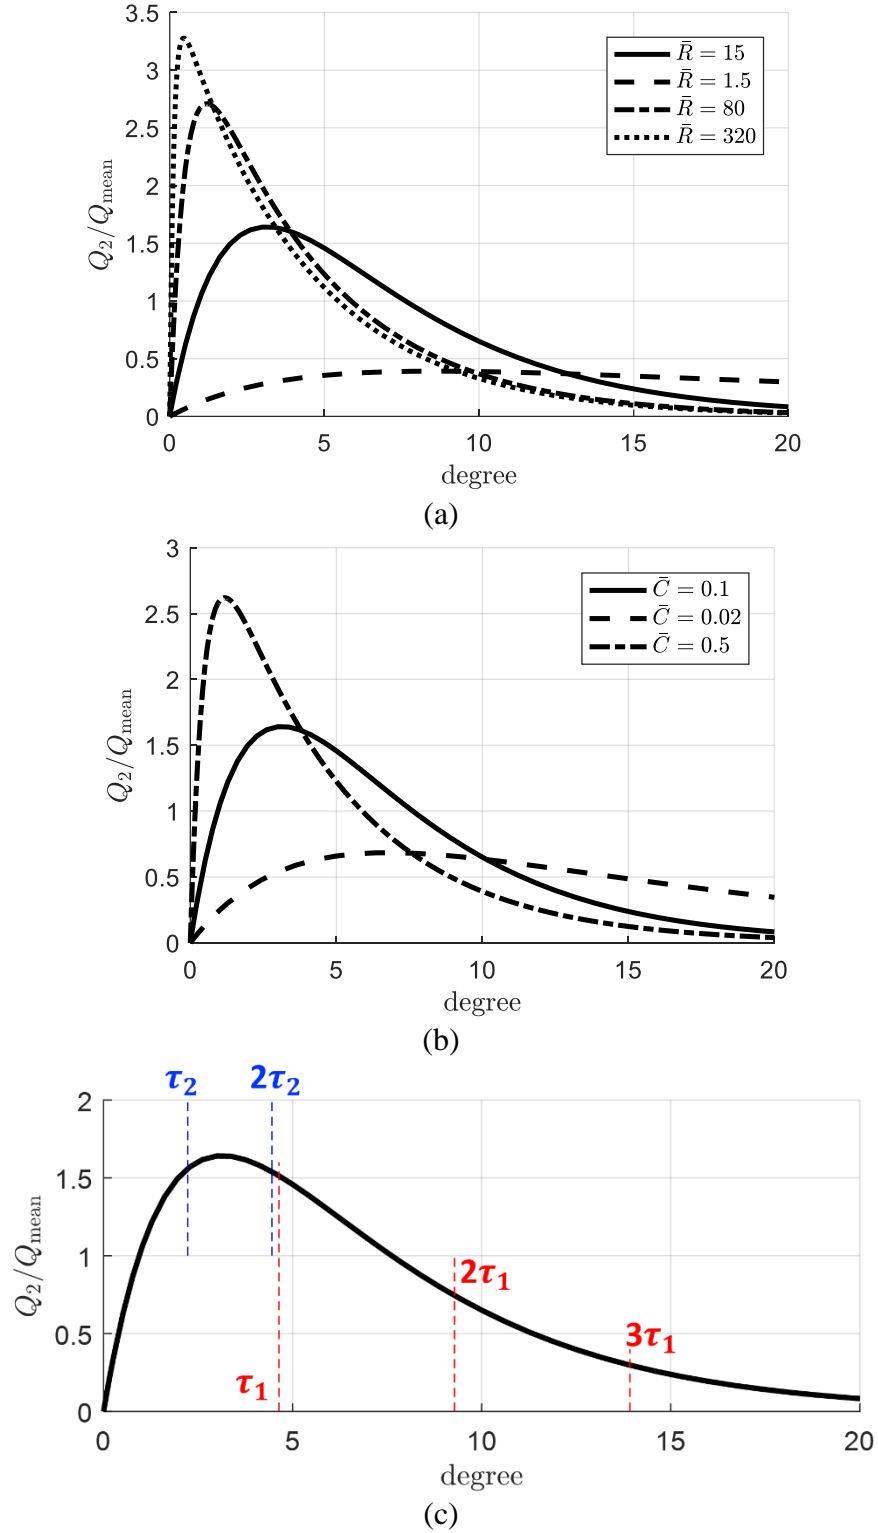 3.5
3
2.5
2
1.5
1
0.5
0
Q₂/Q_mean
R̄ = 15
R̄ = 1.5
R̄ = 80
R̄ = 320
0 5 10 15 20
degree
(a)
3
2.5
2
1.5
1
0.5
0
Q₂/Q_mean
C̄ = 0.1
C̄ = 0.02
C̄ = 0.5
0 5 10 15 20
degree
(b)
τ₂ 2τ₂
2
1.5
1
0.5
0
Q₂/Q_mean
2τ₁
3τ₁
τ₁
0 5 10 15 20
degree
(c)